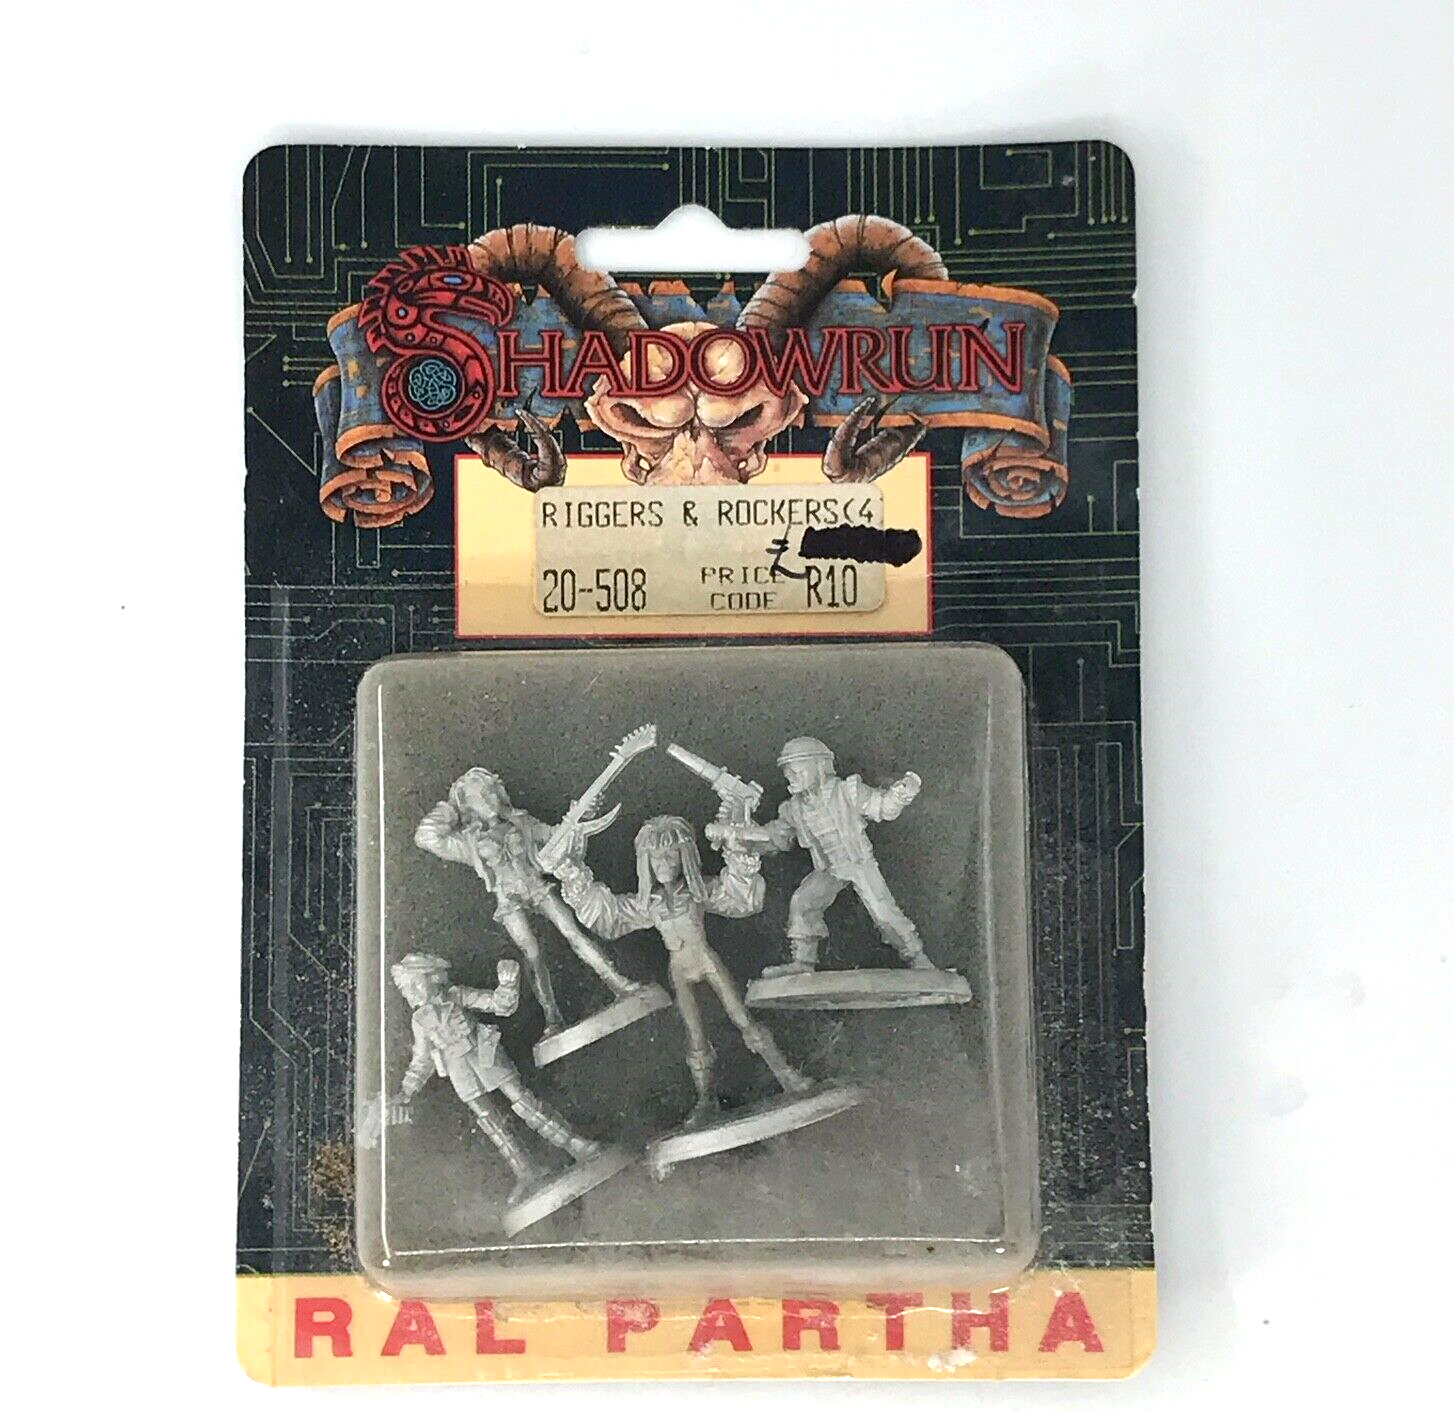 SHADOWRUN
RIGGERS & ROCKERS(4
£
20-508 PRICE CODE R10
RAL PARTHA